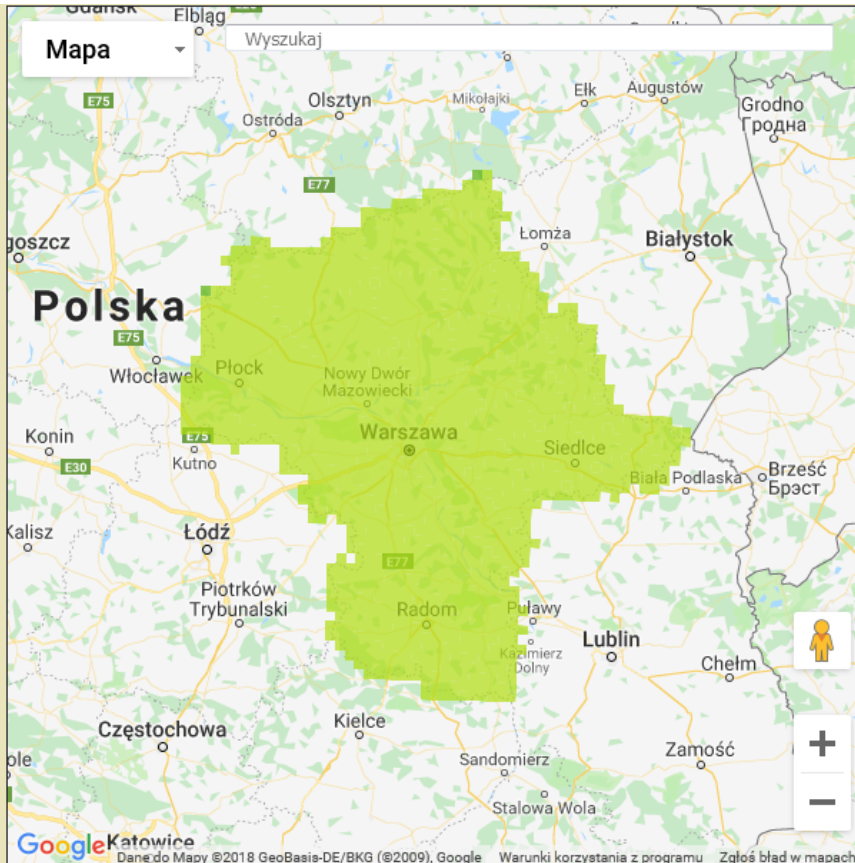 Gdańsk
Elbląg
Mapa
Wyszukaj
E75
Olsztyn
Mikołajki
Ełk
Augustów
Ostróda
Grodno
Гродна
E77
goszcz
Łomża
Białystok
Polska
E75
Włocławek
Płock
Nowy Dwór
Mazowiecki
Konin
E75
Warszawa
Siedlce
Kutno
E30
Biała Podlaska
Brześć
Брэст
Kalisz
Łódź
E77
Piotrków
Trybunalski
Radom
Puławy
Kazimierz
Dolny
Lublin
Chełm
Kielce
Częstochowa
Zamość
Sandomierz
ole
Stalowa Wola
Google
Katowice
Dane do Mapy ©2018 GeoBasis-DE/BKG (©2009), Google
Warunki korzystania z programu
Zgłoś błąd w mapach